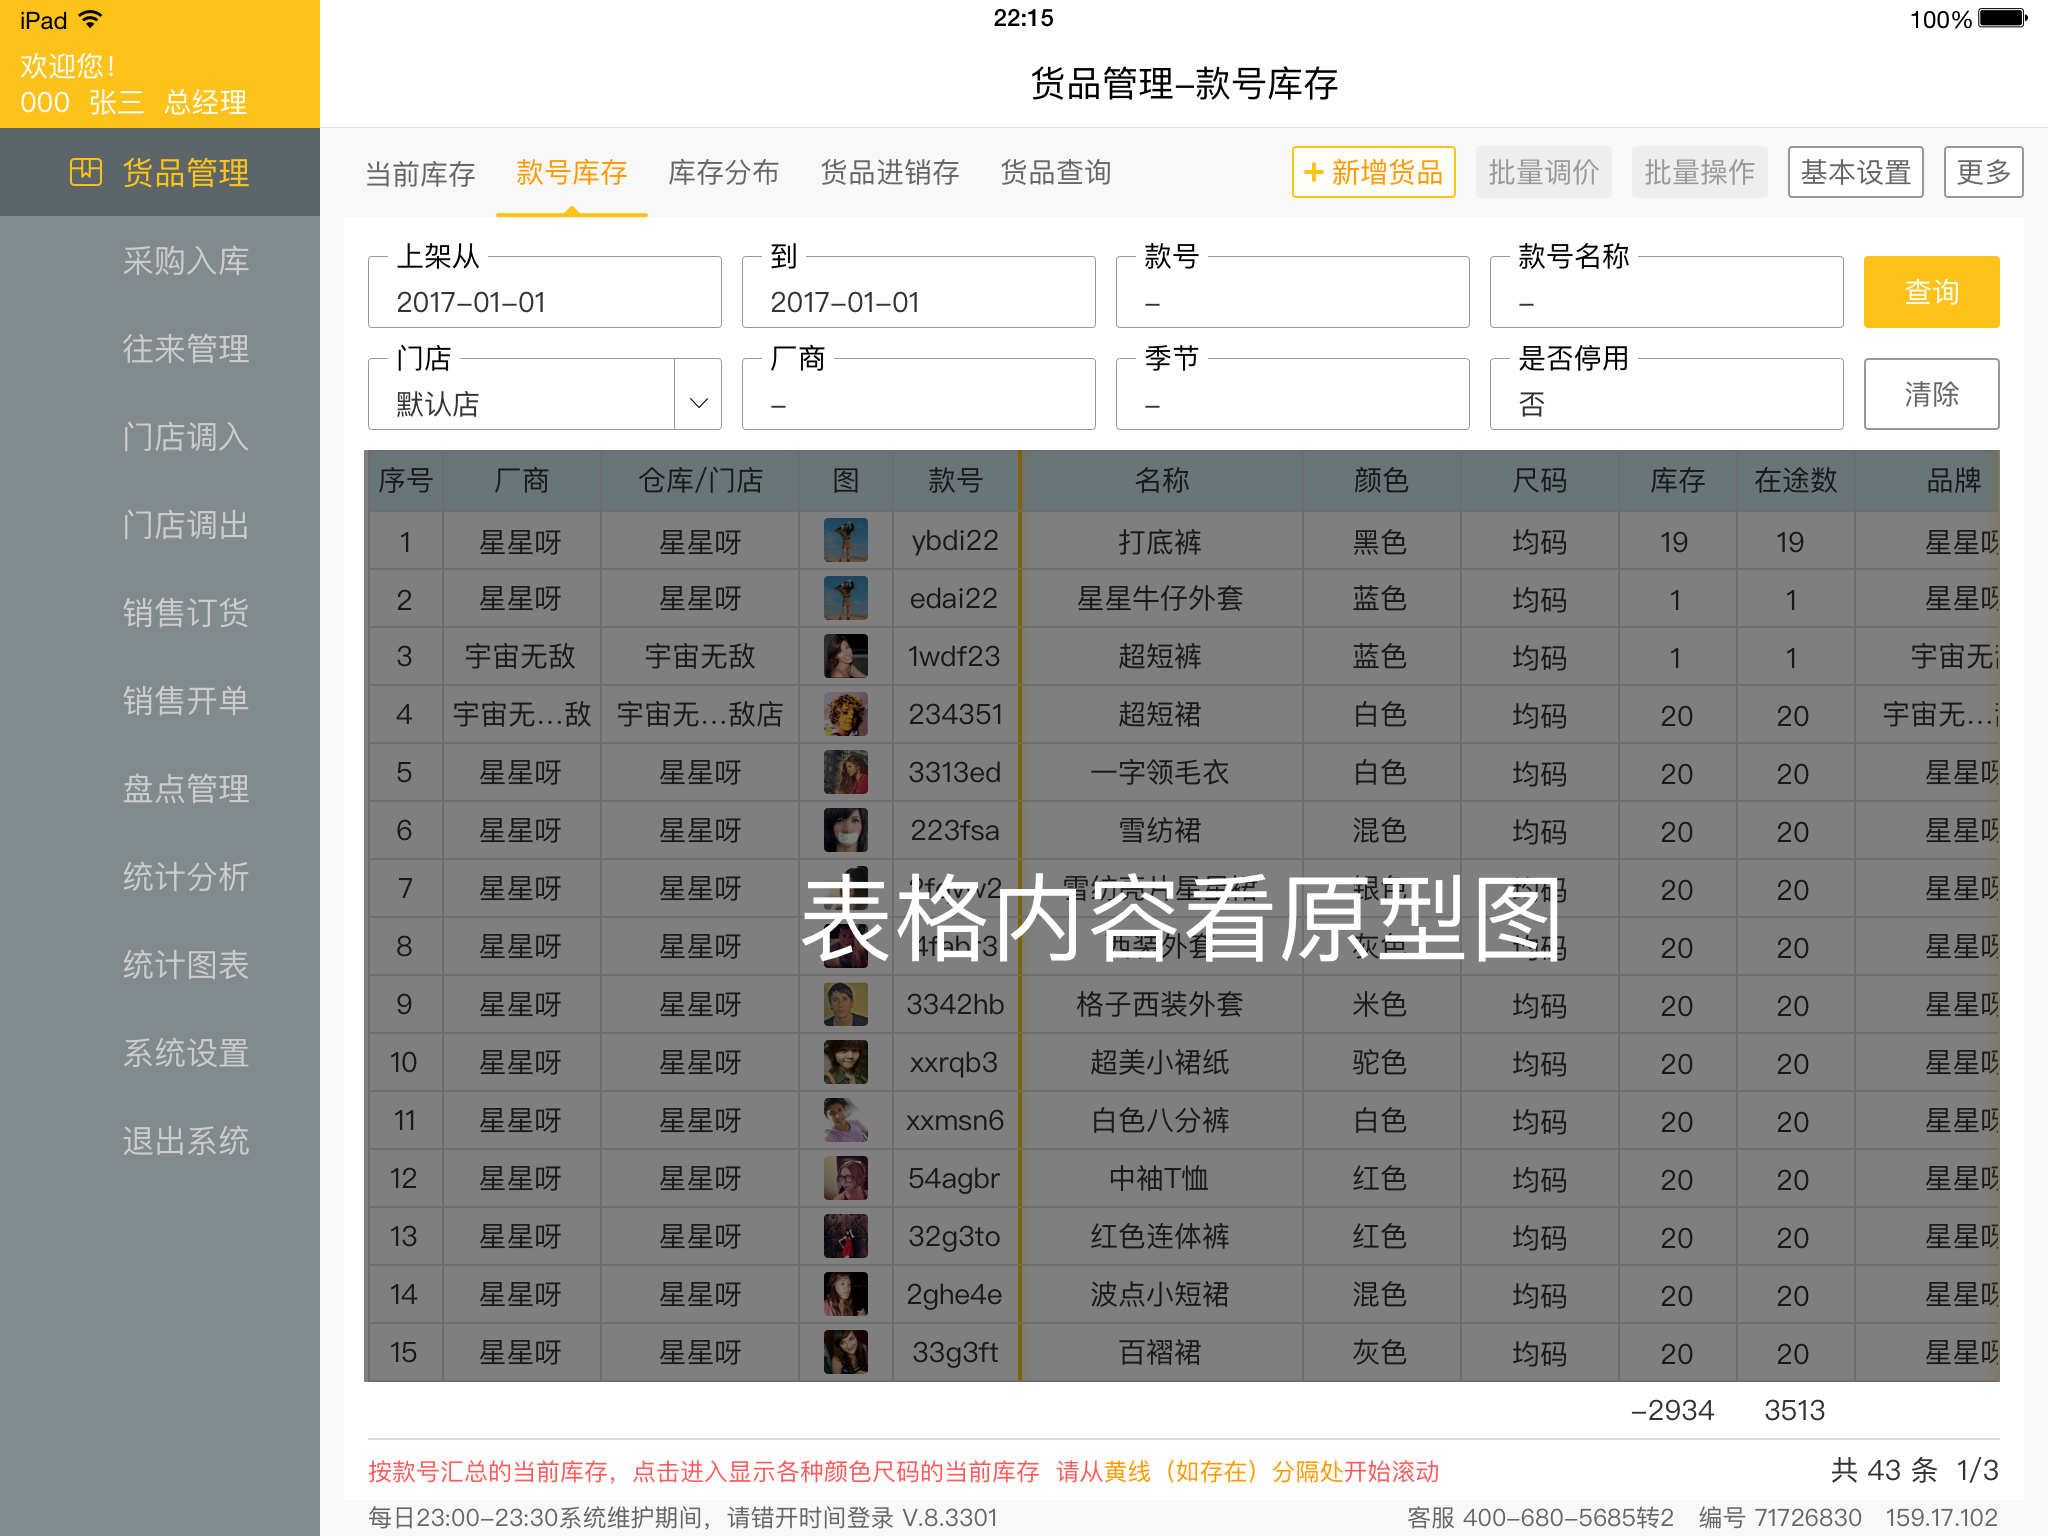 iPad 22:15 100%
欢迎您！
000 张三 总经理
货品管理–款号库存
货品管理
采购入库
往来管理
门店调入
门店调出
销售订货
销售开单
盘点管理
统计分析
统计图表
系统设置
退出系统
当前库存 款号库存 库存分布 货品进销存 货品查询 + 新增货品 批量调价 批量操作 基本设置 更多
上架从 到 款号 款号名称
2017–01–01 2017–01–01 – – 查询
门店 厂商 季节 是否停用
默认店 – – 否 清除
序号 厂商 仓库/门店 图 款号 名称 颜色 尺码 库存 在途数 品牌
1 星星呀 星星呀 ybdi22 打底裤 黑色 均码 19 19 星星呀
2 星星呀 星星呀 edai22 星星牛仔外套 蓝色 均码 1 1 星星呀
3 宇宙无敌 宇宙无敌 1wdf23 超短裤 蓝色 均码 1 1 宇宙无
4 宇宙无...敌 宇宙无...敌店 234351 超短裙 白色 均码 20 20 宇宙无...
5 星星呀 星星呀 3313ed 一字领毛衣 白色 均码 20 20 星星呀
6 星星呀 星星呀 223fsa 雪纺裙 混色 均码 20 20 星星呀
7 星星呀 星星呀 银色 均码 20 20 星星呀
表格内容看原型图
8 星星呀 星星呀 西装外套 灰色 均码 20 20 星星呀
9 星星呀 星星呀 3342hb 格子西装外套 米色 均码 20 20 星星呀
10 星星呀 星星呀 xxrqb3 超美小裙纸 驼色 均码 20 20 星星呀
11 星星呀 星星呀 xxmsn6 白色八分裤 白色 均码 20 20 星星呀
12 星星呀 星星呀 54agbr 中袖T恤 红色 均码 20 20 星星呀
13 星星呀 星星呀 32g3to 红色连体裤 红色 均码 20 20 星星呀
14 星星呀 星星呀 2ghe4e 波点小短裙 混色 均码 20 20 星星呀
15 星星呀 星星呀 33g3ft 百褶裙 灰色 均码 20 20 星星呀
–2934 3513
按款号汇总的当前库存，点击进入显示各种颜色尺码的当前库存 请从黄线（如存在）分隔处开始滚动 共 43 条 1/3
每日23:00–23:30系统维护期间，请错开时间登录 V.8.3301 客服 400–680–5685转2 编号 71726830 159.17.102